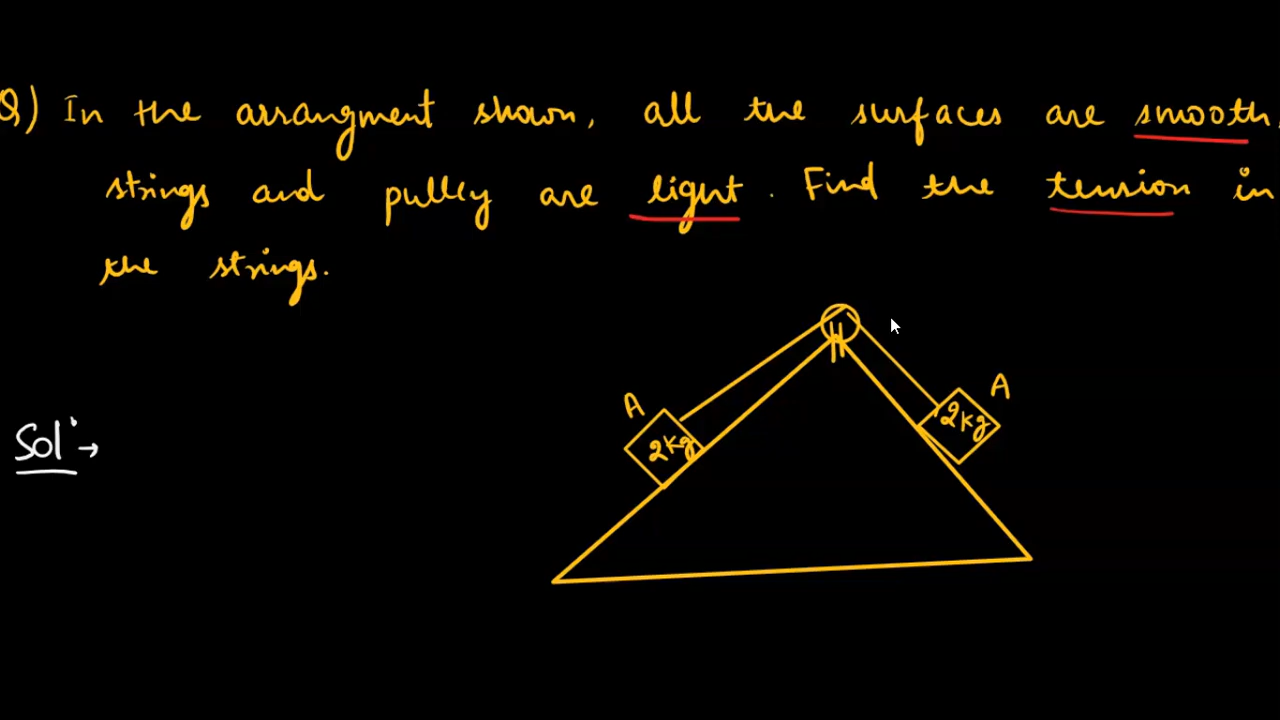 Q) In the arrangment shown, all the surfaces are smooth,
strings and pulley are light. Find the tension in
the strings.
A
A
2kg
2kg
Sol: →